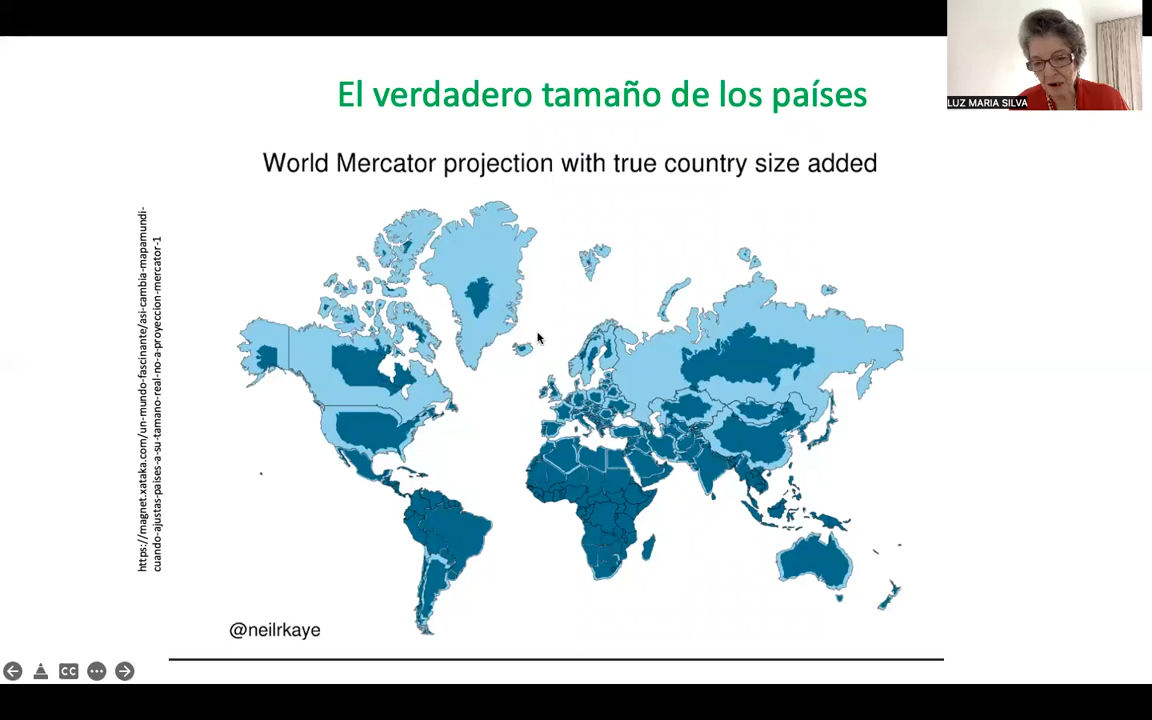 LUZ MARIA SILVA
El verdadero tamaño de los países
World Mercator projection with true country size added
https://magnet.xataka.com/un-mundo-fascinante/asi-cambia-mapamundi-
cuando-ajustas-paises-a-su-tamano-real-no-a-proyeccion-mercator-1
@neilrkaye
CC